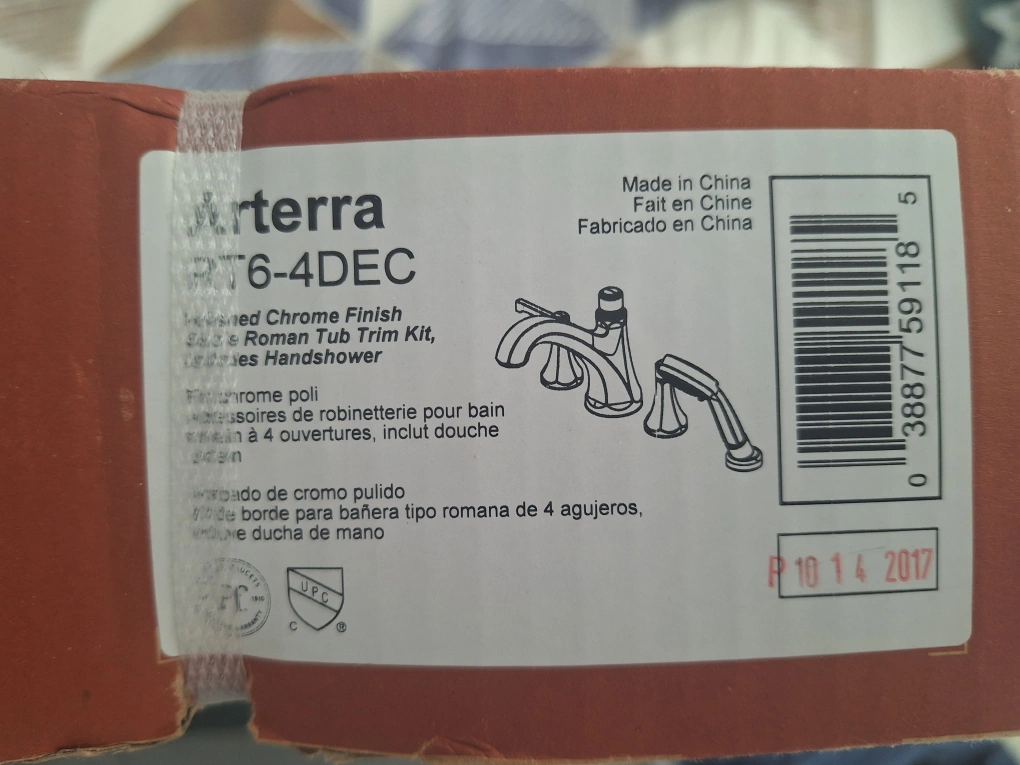 Arterra
RT6-4DEC
Chrome Finish
Roman Tub Trim Kit,
Handshower
chrome poli
de robinetterie pour bain
à 4 ouvertures, inclut douche
de cromo pulido
de borde para bañera tipo romana de 4 agujeros,
ducha de mano
Made in China
Fait en Chine
Fabricado en China
0 38877 59118 5
P 10 1 4 2017
UPC
C ®